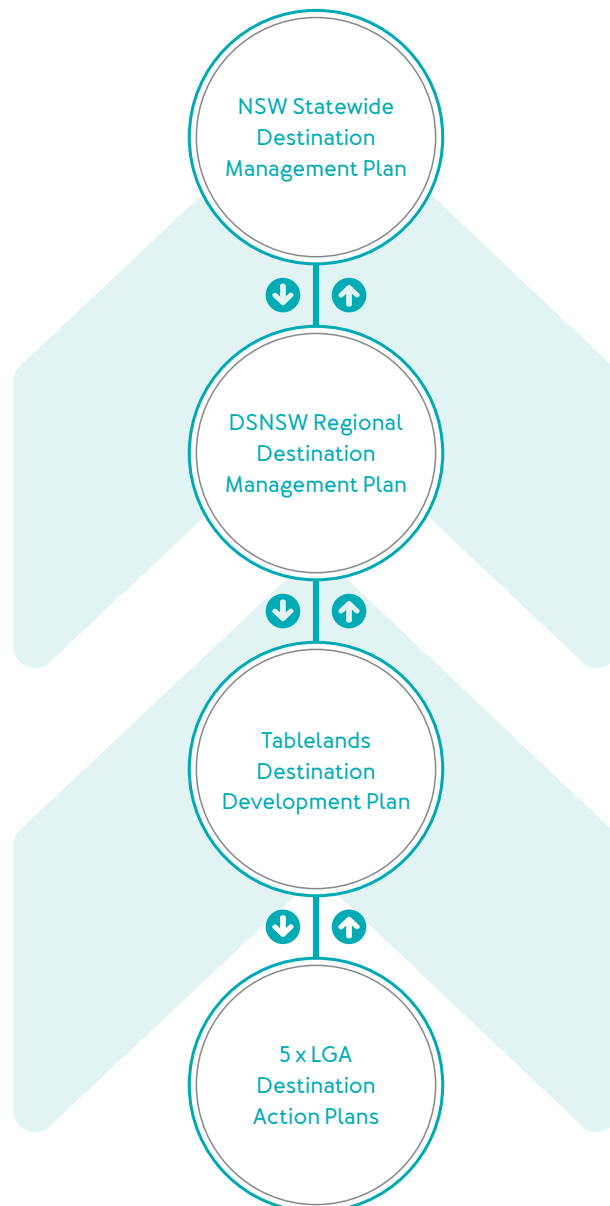 NSW Statewide
Destination
Management Plan
DSNSW Regional
Destination
Management Plan
Tablelands
Destination
Development Plan
5 x LGA
Destination
Action Plans